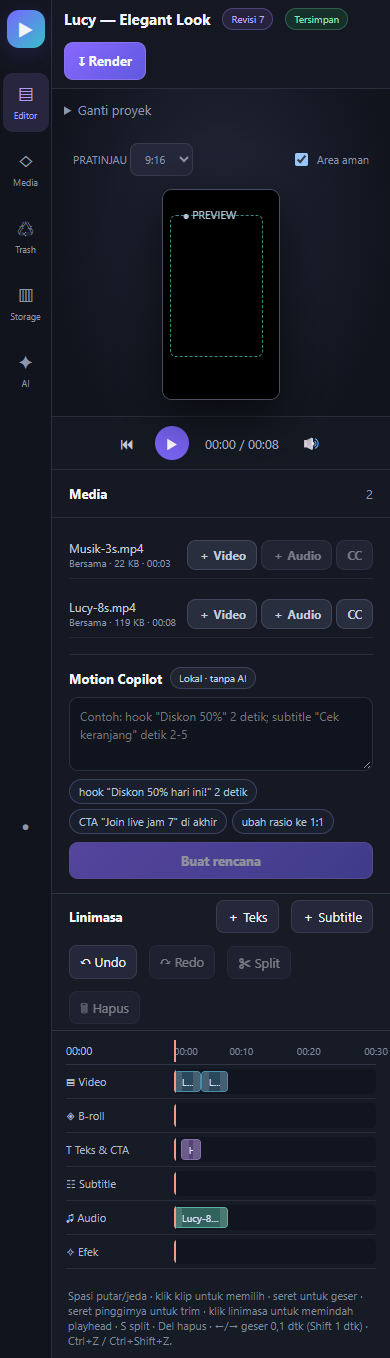 Lucy — Elegant Look
Revisi 7
Tersimpan
↧ Render
▶ Ganti proyek
Editor
Media
Trash
Storage
AI
PRATINJAU
9:16
Area aman
● PREVIEW
00:00 / 00:08
Media
2
Musik-3s.mp4
Bersama · 22 KB · 00:03
+ Video
+ Audio
CC
Lucy-8s.mp4
Bersama · 119 KB · 00:08
+ Video
+ Audio
CC
Motion Copilot
Lokal · tanpa AI
Contoh: hook "Diskon 50%" 2 detik; subtitle "Cek
keranjang" detik 2-5
hook "Diskon 50% hari ini!" 2 detik
CTA "Join live jam 7" di akhir
ubah rasio ke 1:1
Buat rencana
Linimasa
+ Teks
+ Subtitle
↶ Undo
↷ Redo
✂ Split
Hapus
00:00
00:00
00:10
00:20
00:30
Video
L...
L...
B-roll
T Teks & CTA
Subtitle
♫ Audio
Lucy-8...
Efek
Spasi putar/jeda · klik klip untuk memilih · seret untuk geser ·
seret pinggirnya untuk trim · klik linimasa untuk memindah
playhead · S split · Del hapus · ←/→ geser 0,1 dtk (Shift 1 dtk) ·
Ctrl+Z / Ctrl+Shift+Z.